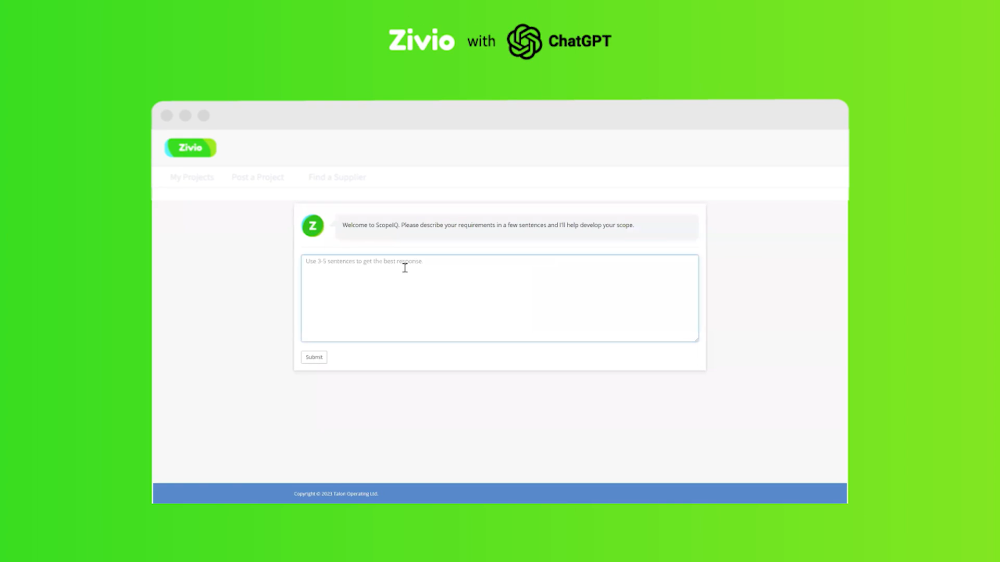 Zivio with ChatGPT
Zivio
My Projects Post a Project Find a Supplier
Z Welcome to ScopeIQ. Please describe your requirements in a few sentences and I'll help develop your scope.
Use 3-5 sentences to get the best response
Submit
Copyright © 2023 Talon Operating Ltd.